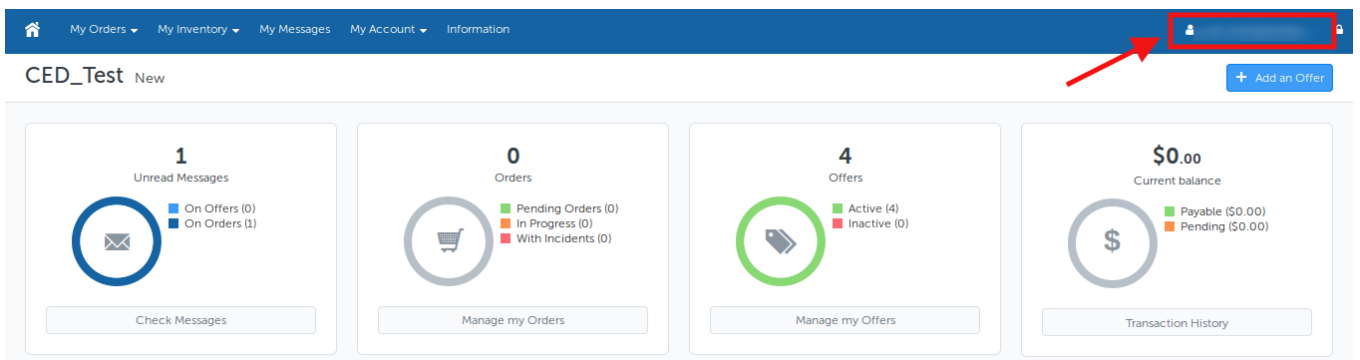 My Orders My Inventory My Messages My Account Information
CED_Test New
+ Add an Offer
1
Unread Messages
On Offers (0)
On Orders (1)
Check Messages
0
Orders
Pending Orders (0)
In Progress (0)
With Incidents (0)
Manage my Orders
4
Offers
Active (4)
Inactive (0)
Manage my Offers
$0.00
Current balance
$
Payable ($0.00)
Pending ($0.00)
Transaction History